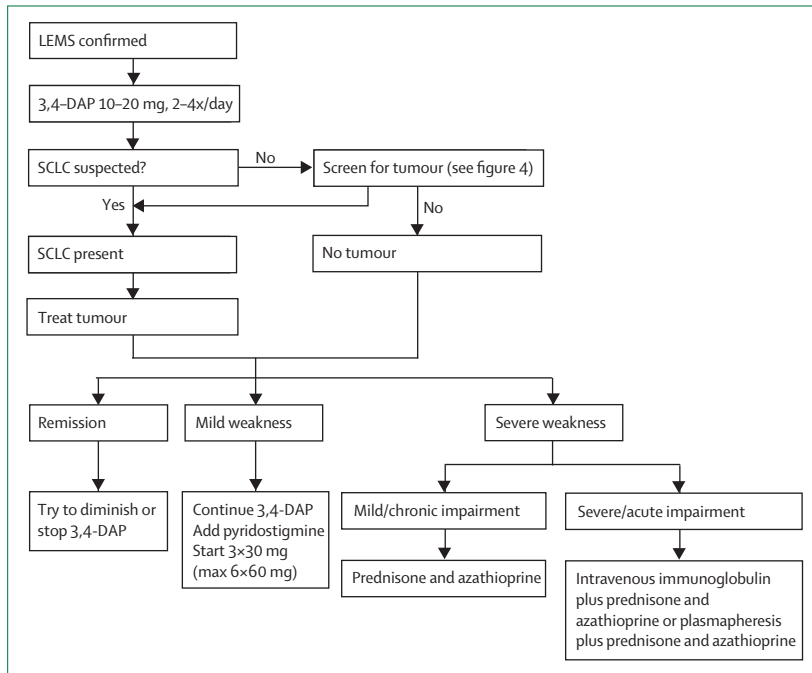 LEMS confirmed
3,4–DAP 10–20 mg, 2–4x/day
SCLC suspected?
No
Screen for tumour (see figure 4)
Yes
No
SCLC present
No tumour
Treat tumour
Remission
Mild weakness
Severe weakness
Try to diminish or
stop 3,4-DAP
Continue 3,4-DAP
Add pyridostigmine
Start 3×30 mg
(max 6×60 mg)
Mild/chronic impairment
Severe/acute impairment
Prednisone and azathioprine
Intravenous immunoglobulin
plus prednisone and
azathioprine or plasmapheresis
plus prednisone and azathioprine